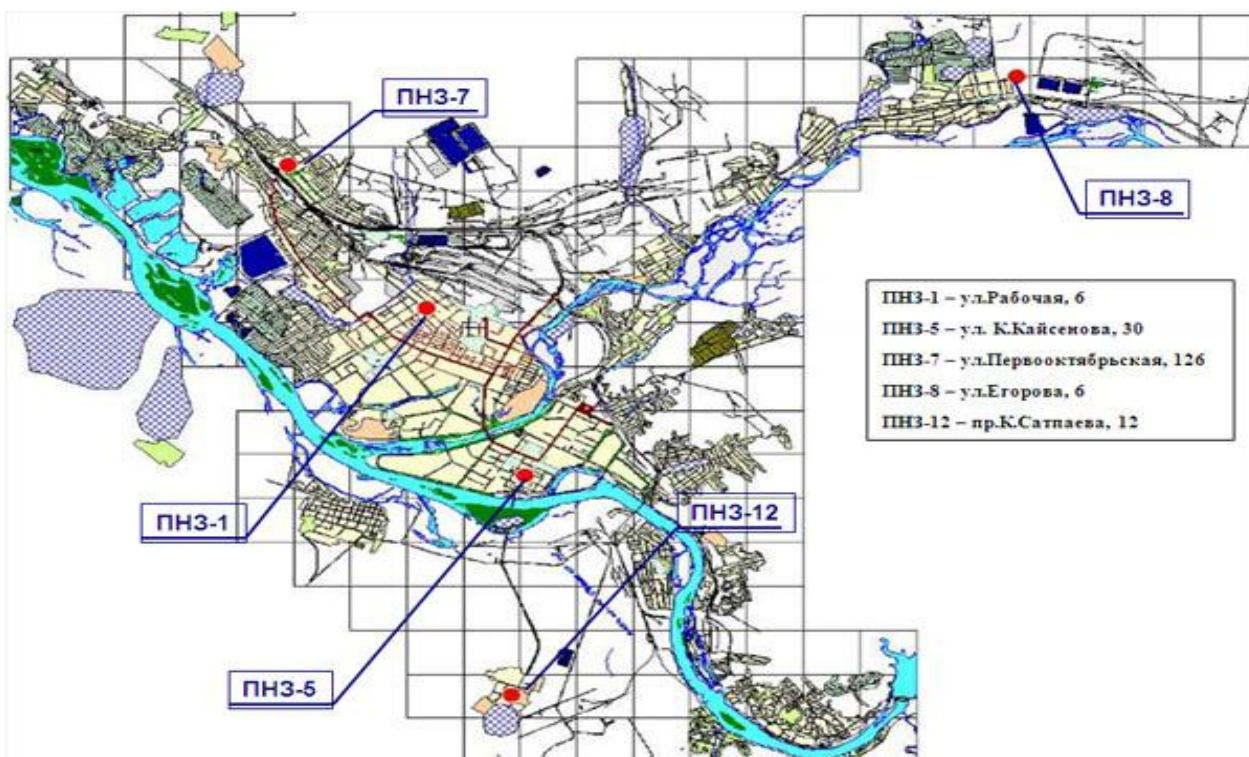 ПНЗ-7
ПНЗ-8
ПНЗ-1 – ул.Рабочая, 6
ПНЗ-5 – ул. К.Кайсенова, 30
ПНЗ-7 – ул.Первооктябрьская, 126
ПНЗ-8 – ул.Егорова, 6
ПНЗ-12 – пр.К.Сатпаева, 12
ПНЗ-1
ПНЗ-12
ПНЗ-5